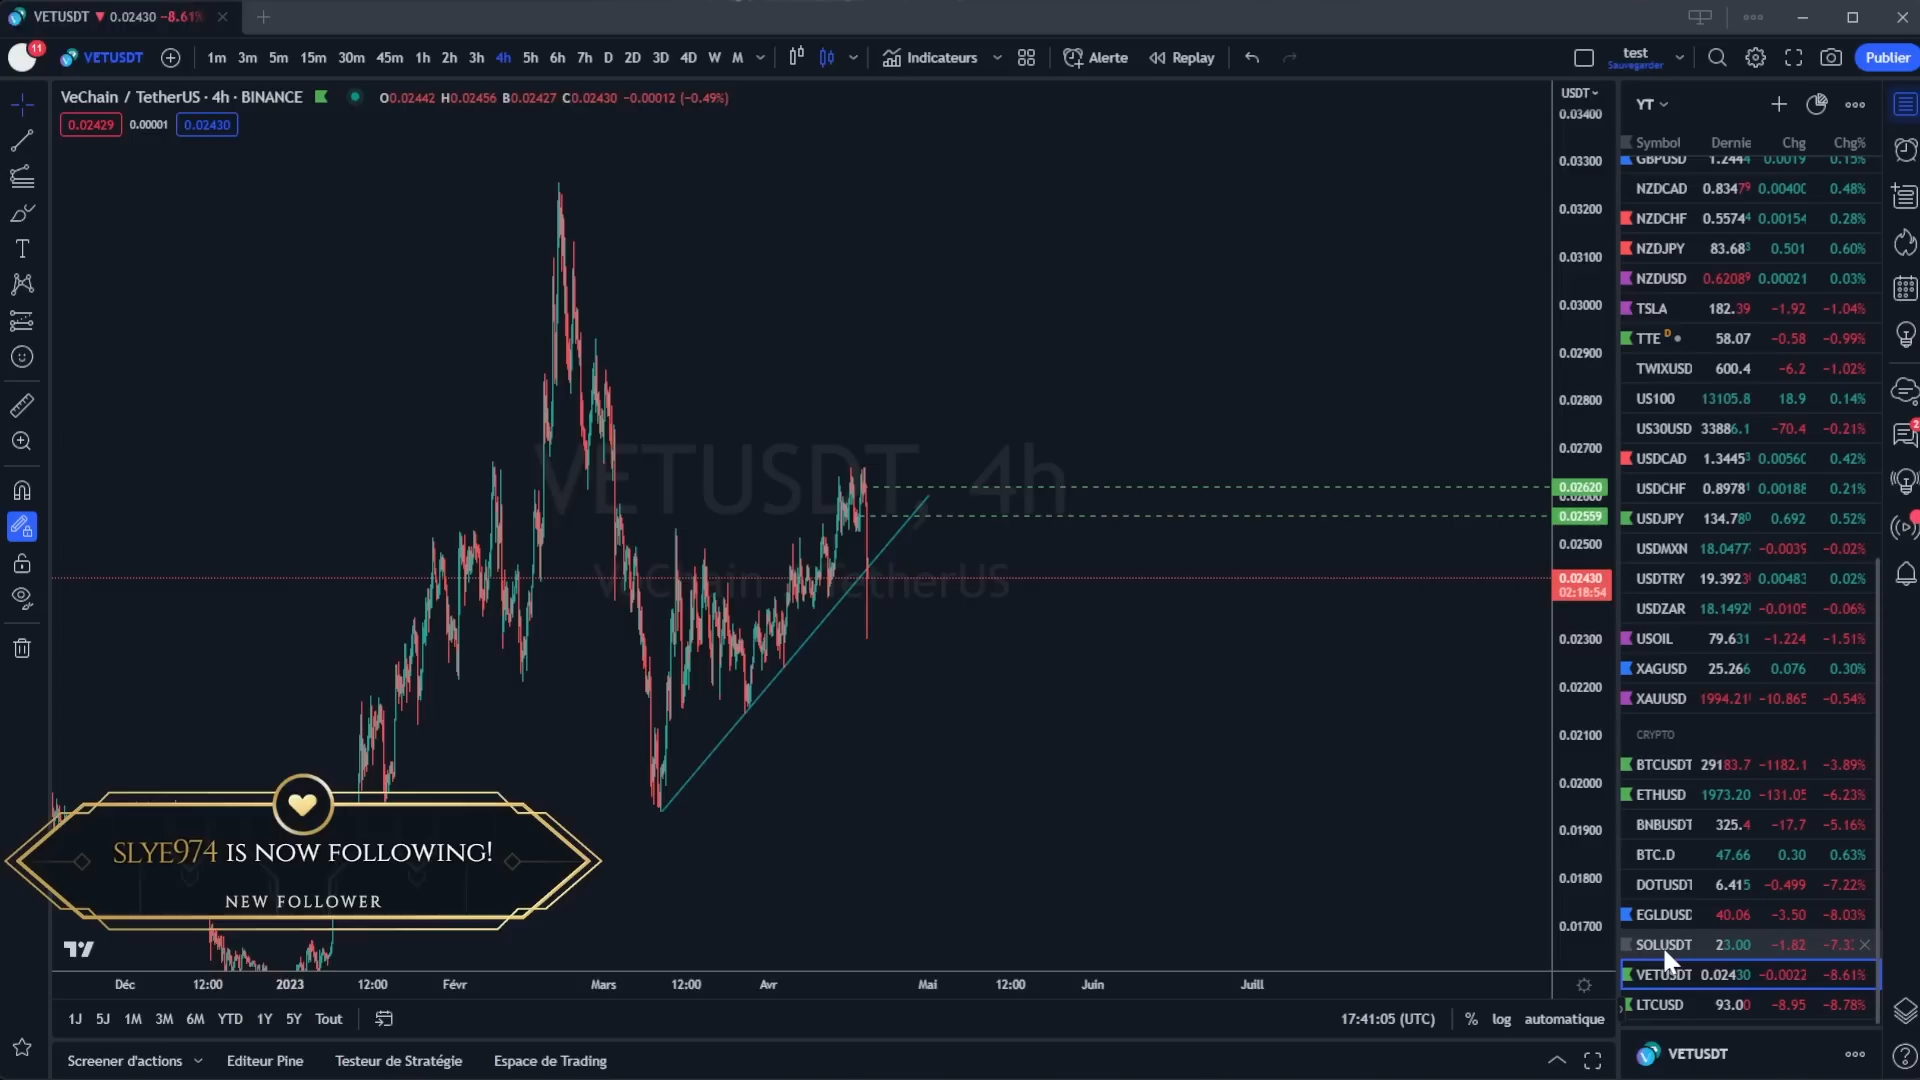 VETUSDT ▼ 0.02430 −8.61%
11 VETUSDT 1m 3m 5m 15m 30m 45m 1h 2h 3h 4h 5h 6h 7h D 2D 3D 4D W M Indicateurs Alerte Replay test Sauvegarder Publier
VeChain / TetherUS · 4h · BINANCE O0.02442 H0.02456 B0.02427 C0.02430 −0.00012 (−0.49%)
0.02429 0.00001 0.02430
VETUSDT, 4h
VeChain TetherUS
SLYE974 IS NOW FOLLOWING!
NEW FOLLOWER
USDT
0.03400
0.03300
0.03200
0.03100
0.03000
0.02900
0.02800
0.02700
0.02620
0.02600
0.02559
0.02500
0.02430
02:18:54
0.02300
0.02200
0.02100
0.02000
0.01900
0.01800
0.01700
Déc 12:00 2023 12:00 Févr Mars 12:00 Avr Mai 12:00 Juin Juill
1J 5J 1M 3M 6M YTD 1Y 5Y Tout 17:41:05 (UTC) % log automatique
Screener d'actions Editeur Pine Testeur de Stratégie Espace de Trading
YT
Symbol Dernie Chg Chg%
GBPUSD 1.2444 0.0019 0.15%
NZDCAD 0.83479 0.00400 0.48%
NZDCHF 0.55744 0.00154 0.28%
NZDJPY 83.683 0.501 0.60%
NZDUSD 0.62089 0.00021 0.03%
TSLA 182.39 −1.92 −1.04%
TTE D 58.07 −0.58 −0.99%
TWIXUSD 600.4 −6.2 −1.02%
US100 13105.8 18.9 0.14%
US30USD 33886.1 −70.4 −0.21%
USDCAD 1.34453 0.00560 0.42%
USDCHF 0.89781 0.00188 0.21%
USDJPY 134.780 0.692 0.52%
USDMXN 18.0477 −0.0039 −0.02%
USDTRY 19.3923 0.00483 0.02%
USDZAR 18.1492 −0.0105 −0.06%
USOIL 79.631 −1.224 −1.51%
XAGUSD 25.266 0.076 0.30%
XAUUSD 1994.21 −10.865 −0.54%
CRYPTO
BTCUSDT 29183.7 −1182.1 −3.89%
ETHUSD 1973.20 −131.05 −6.23%
BNBUSDT 325.4 −17.7 −5.16%
BTC.D 47.66 0.30 0.63%
DOTUSDT 6.415 −0.499 −7.22%
EGLDUSD 40.06 −3.50 −8.03%
SOLUSDT 23.00 −1.82 −7.3
VETUSDT 0.02430 −0.0022 −8.61%
LTCUSD 93.00 −8.95 −8.78%
VETUSDT
2